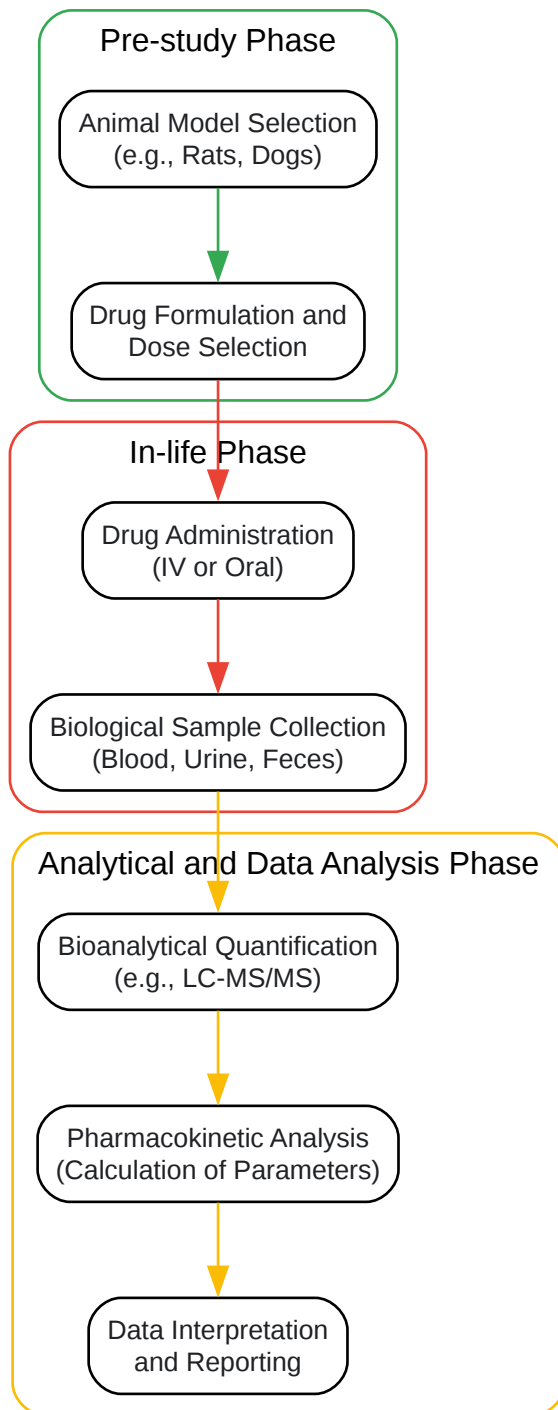 Pre-study Phase
Animal Model Selection
(e.g., Rats, Dogs)
Drug Formulation and
Dose Selection
In-life Phase
Drug Administration
(IV or Oral)
Biological Sample Collection
(Blood, Urine, Feces)
Analytical and Data Analysis Phase
Bioanalytical Quantification
(e.g., LC-MS/MS)
Pharmacokinetic Analysis
(Calculation of Parameters)
Data Interpretation
and Reporting